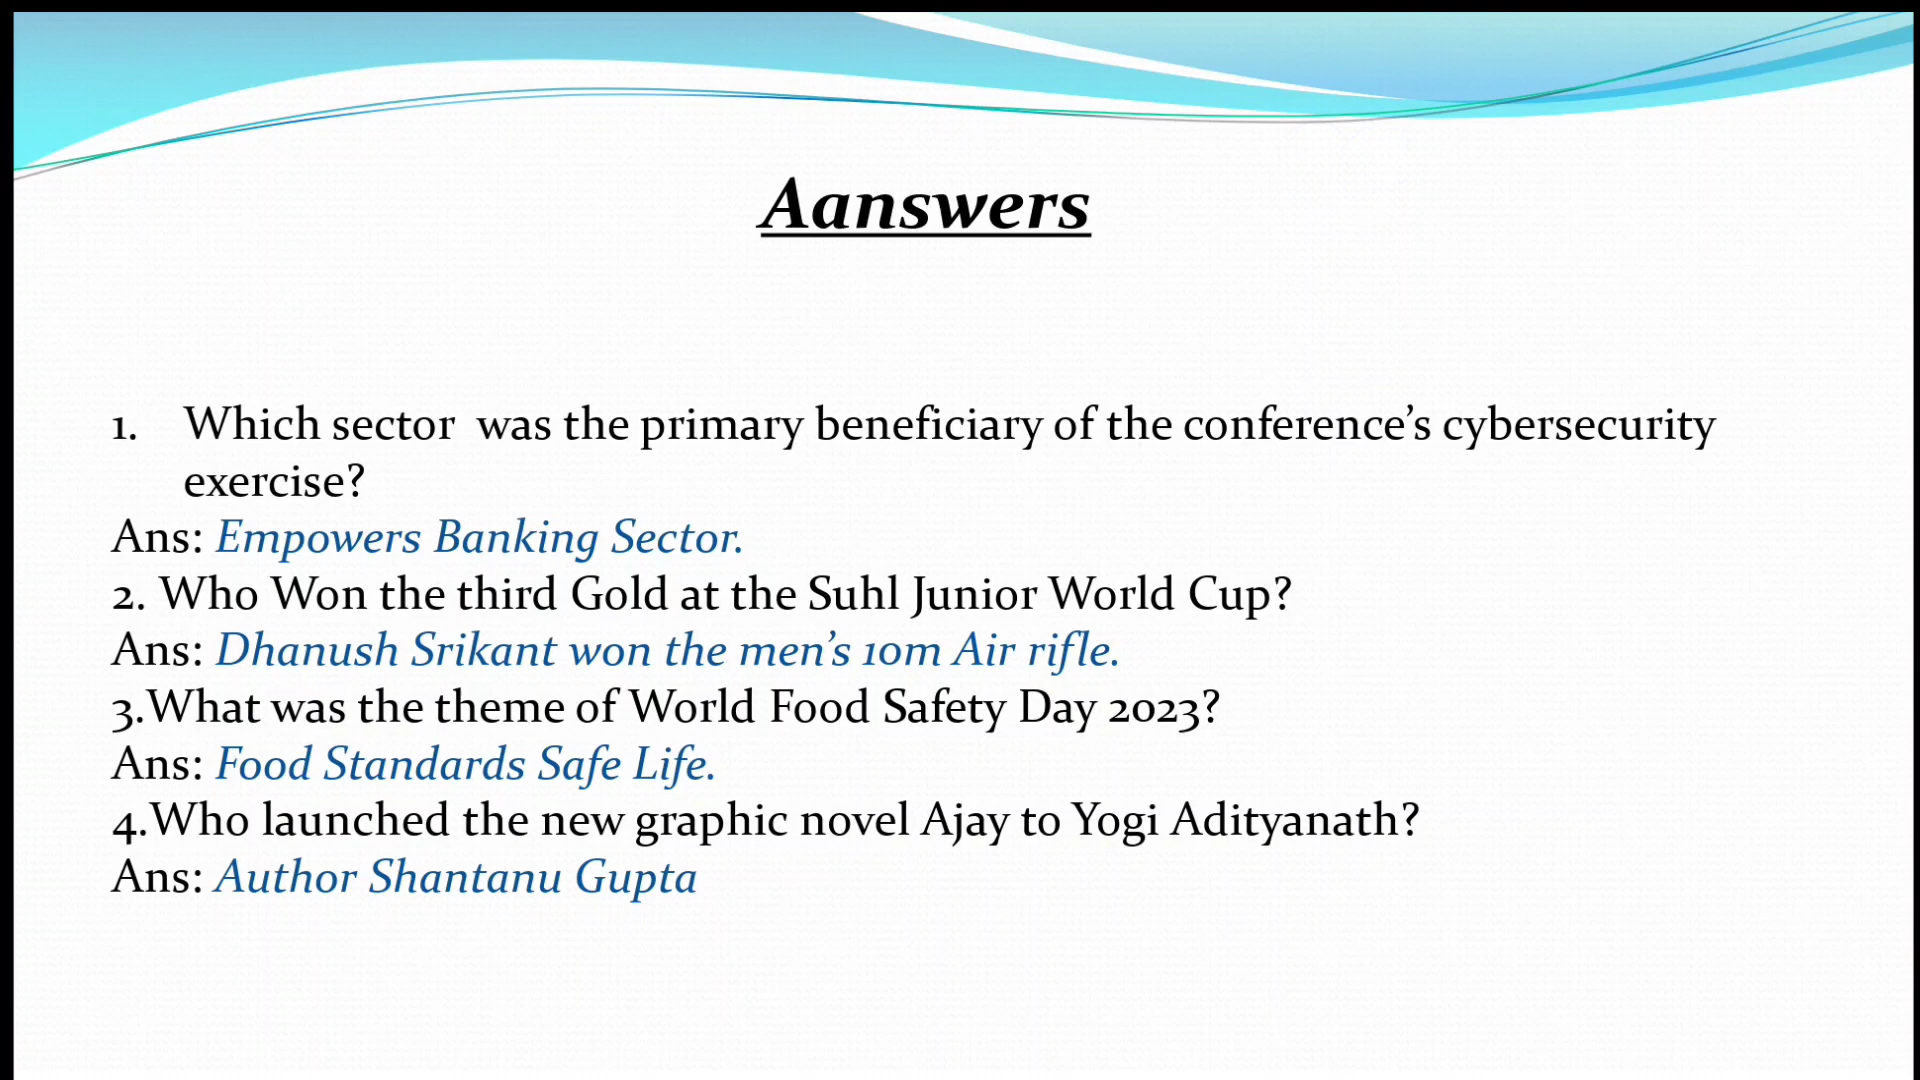 Aanswers
1. Which sector was the primary beneficiary of the conference’s cybersecurity
exercise?
Ans: Empowers Banking Sector.
2. Who Won the third Gold at the Suhl Junior World Cup?
Ans: Dhanush Srikant won the men’s 10m Air rifle.
3.What was the theme of World Food Safety Day 2023?
Ans: Food Standards Safe Life.
4.Who launched the new graphic novel Ajay to Yogi Adityanath?
Ans: Author Shantanu Gupta